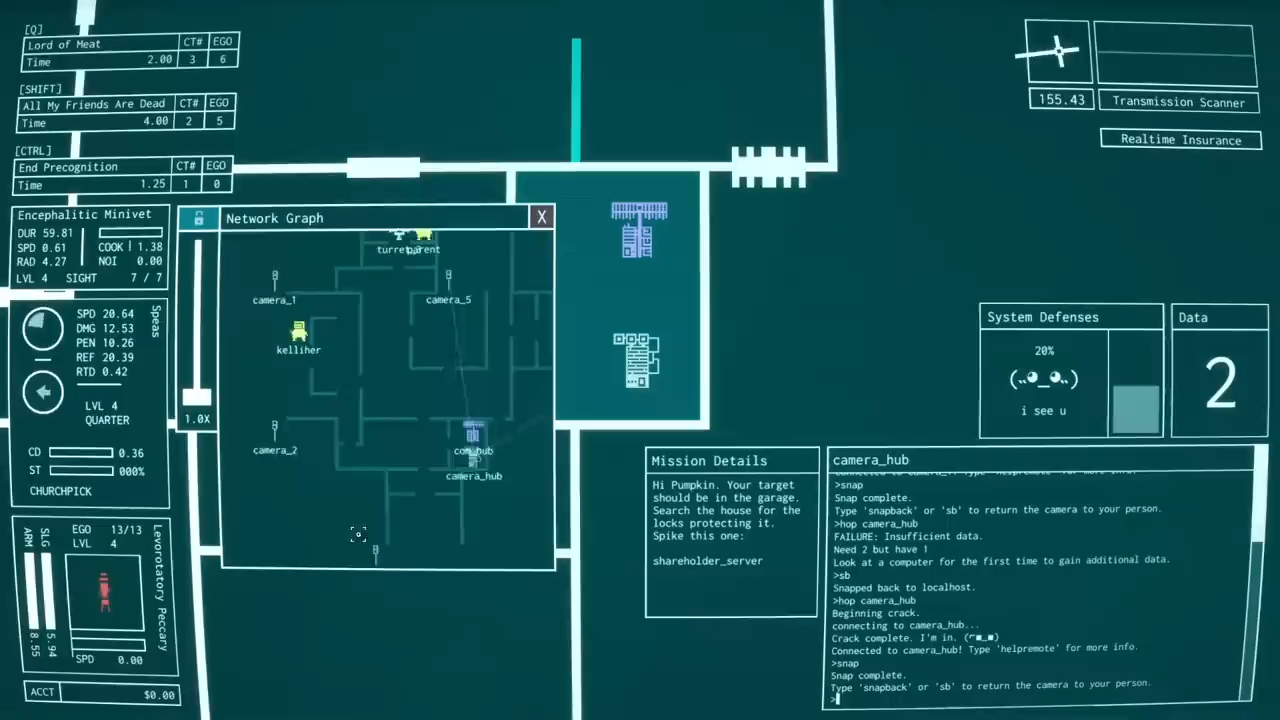 [Q]
Lord of Meat CT# EGO
Time 2.00 3 6
[SHIFT]
All My Friends Are Dead CT# EGO
Time 4.00 2 5
[CTRL]
End Precognition CT# EGO
Time 1.25 1 0
Encephalitic Minivet
DUR 59.81
SPD 0.61 COOK 1.38
RAD 4.27 NOI 0.00
LVL 4 SIGHT 7 / 7
Speas
SPD 20.64
DMG 12.53
PEN 10.26
REF 20.39
RTD 0.42
LVL 4
QUARTER
CD 0.36
ST 000%
CHURCHPICK
EGO 13/13
LVL 4
ARM SLG
8.55 5.94
SPD 0.00
Levorotatory Peccary
ACCT $0.00
Network Graph X
1.0X
parent
camera_1
camera_5
kelliher
camera_2
camera_hub
155.43 Transmission Scanner
Realtime Insurance
System Defenses
20%
i see u
Data
2
Mission Details
Hi Pumpkin. Your target
should be in the garage.
Search the house for the
locks protecting it.
Spike this one:
shareholder_server
camera_hub
>snap
Snap complete.
Type 'snapback' or 'sb' to return the camera to your person.
>hop camera_hub
FAILURE: Insufficient data.
Need 2 but have 1
Look at a computer for the first time to gain additional data.
>sb
Snapped back to localhost.
>hop camera_hub
Beginning crack.
connecting to camera_hub...
Crack complete. I'm in. (⌐■_■)
Connected to camera_hub! Type 'helpremote' for more info.
>snap
Snap complete.
Type 'snapback' or 'sb' to return the camera to your person.
>